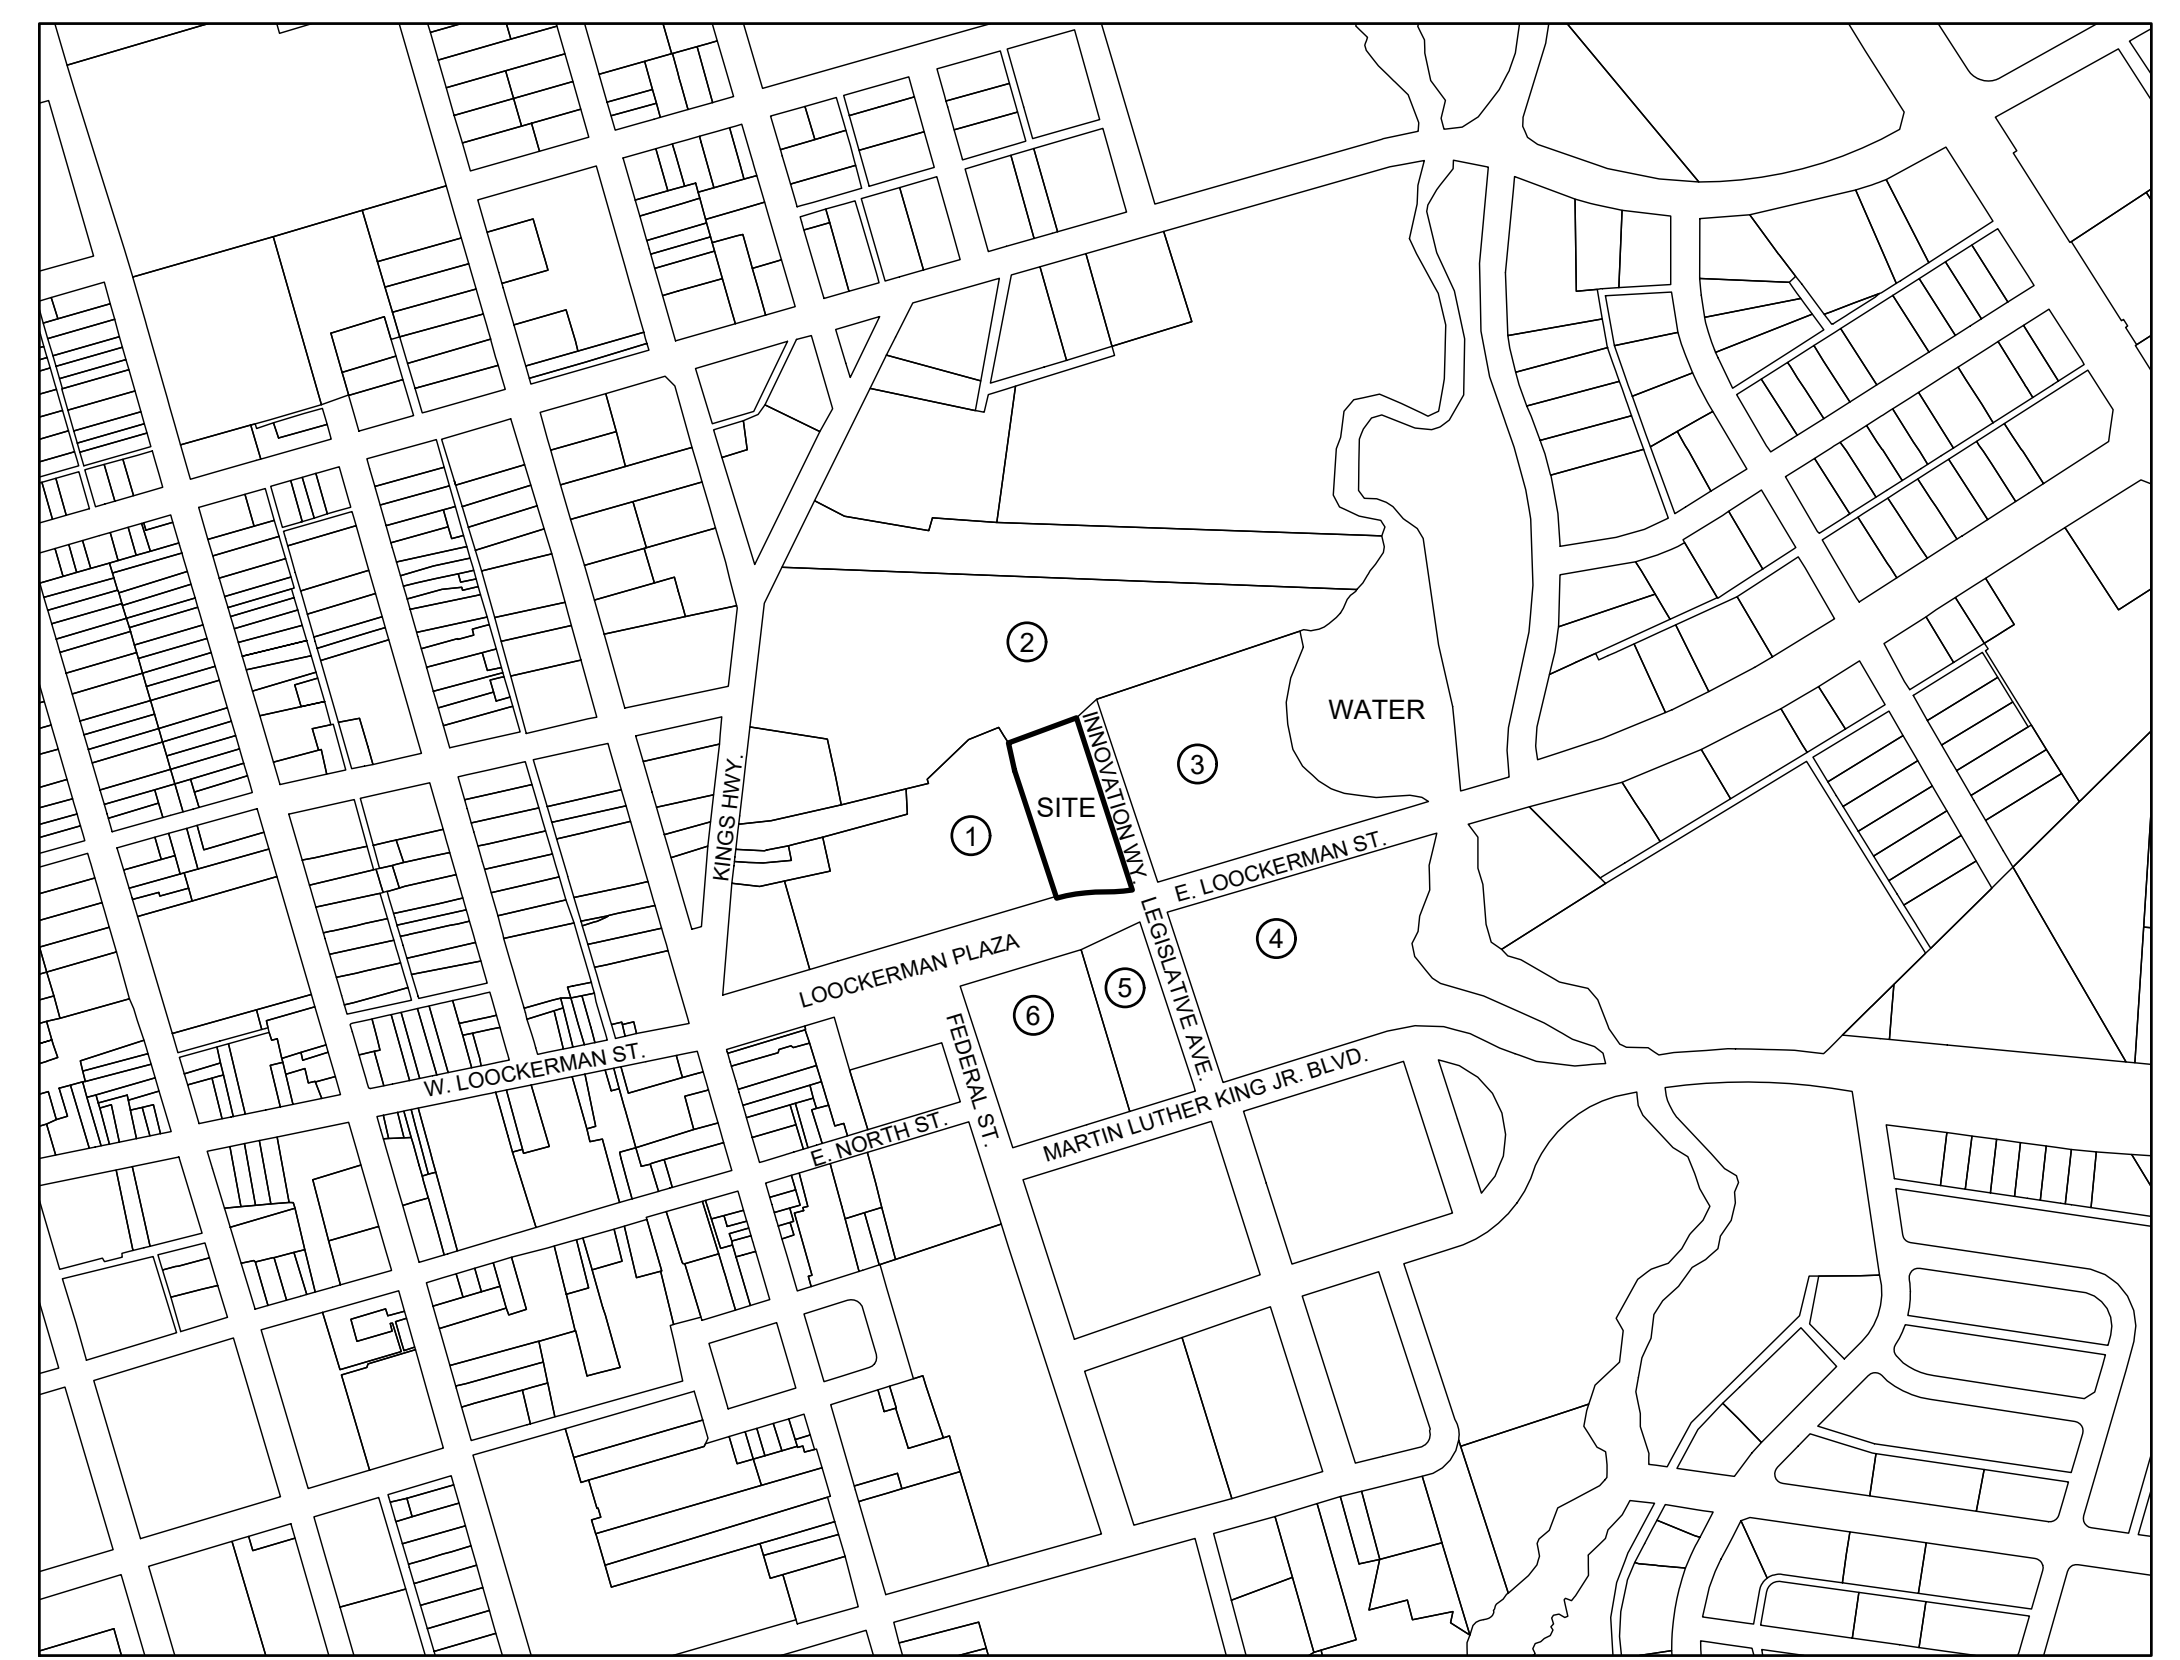 2
WATER
INNOVATION WY.
3
KINGS HWY.
SITE
1
E. LOOCKERMAN ST.
LEGISLATIVE AVE.
4
LOOCKERMAN PLAZA
5
6
FEDERAL ST.
W. LOOCKERMAN ST.
MARTIN LUTHER KING JR. BLVD.
E. NORTH ST.